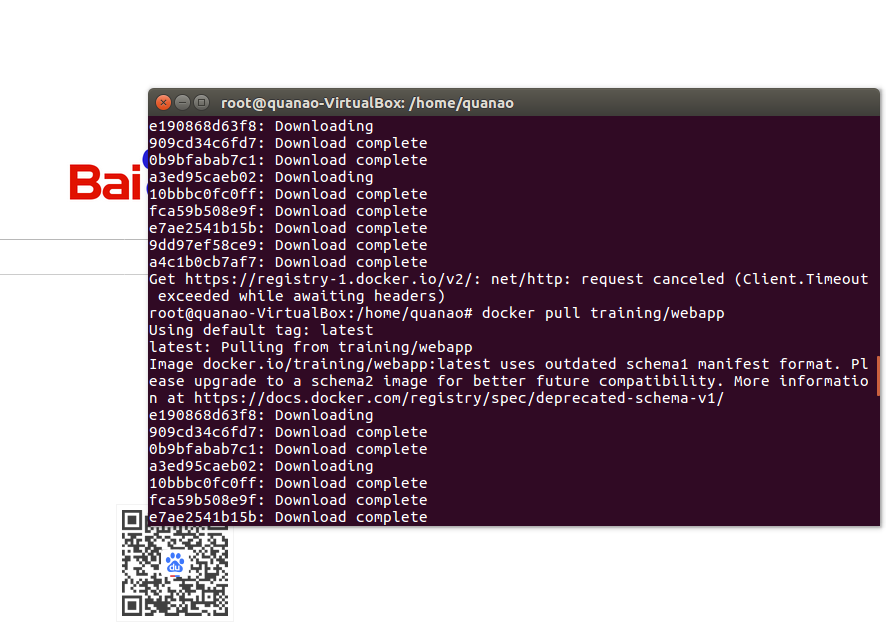 root@quanao-VirtualBox: /home/quanao
e190868d63f8: Downloading
909cd34c6fd7: Download complete
0b9bfabab7c1: Download complete
a3ed95caeb02: Downloading
10bbbc0fc0ff: Download complete
fca59b508e9f: Download complete
e7ae2541b15b: Download complete
9dd97ef58ce9: Download complete
a4c1b0cb7af7: Download complete
Get https://registry-1.docker.io/v2/: net/http: request canceled (Client.Timeout
exceeded while awaiting headers)
root@quanao-VirtualBox:/home/quanao# docker pull training/webapp
Using default tag: latest
latest: Pulling from training/webapp
Image docker.io/training/webapp:latest uses outdated schema1 manifest format. Pl
ease upgrade to a schema2 image for better future compatibility. More informatio
n at https://docs.docker.com/registry/spec/deprecated-schema-v1/
e190868d63f8: Downloading
909cd34c6fd7: Download complete
0b9bfabab7c1: Download complete
a3ed95caeb02: Downloading
10bbbc0fc0ff: Download complete
fca59b508e9f: Download complete
e7ae2541b15b: Download complete
Bai
du